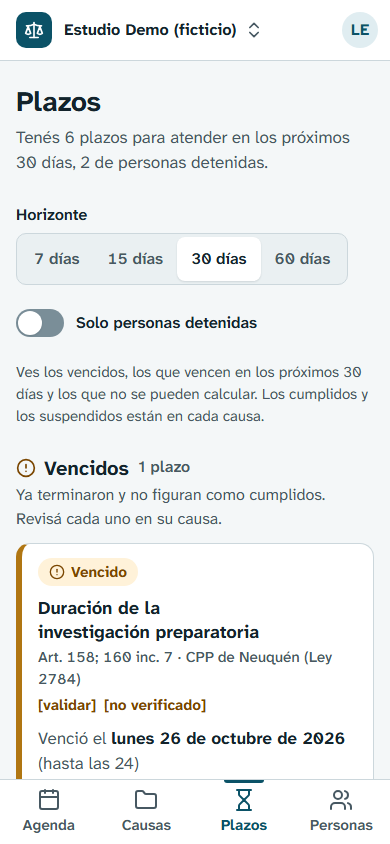 Estudio Demo (ficticio)
LE
Plazos
Tenés 6 plazos para atender en los próximos
30 días, 2 de personas detenidas.
Horizonte
7 días 15 días 30 días 60 días
Solo personas detenidas
Ves los vencidos, los que vencen en los próximos 30
días y los que no se pueden calcular. Los cumplidos y
los suspendidos están en cada causa.
Vencidos 1 plazo
Ya terminaron y no figuran como cumplidos.
Revisá cada uno en su causa.
Vencido
Duración de la
investigación preparatoria
Art. 158; 160 inc. 7 · CPP de Neuquén (Ley
2784)
[validar] [no verificado]
Venció el lunes 26 de octubre de 2026
(hasta las 24)
Agenda Causas Plazos Personas